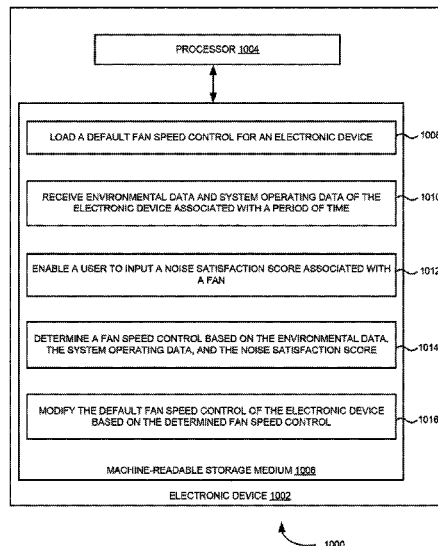 PROCESSOR 1004
LOAD A DEFAULT FAN SPEED CONTROL FOR AN ELECTRONIC DEVICE
1008
RECEIVE ENVIRONMENTAL DATA AND SYSTEM OPERATING DATA OF THE
ELECTRONIC DEVICE ASSOCIATED WITH A PERIOD OF TIME
1010
ENABLE A USER TO INPUT A NOISE SATISFACTION SCORE ASSOCIATED WITH
A FAN
1012
DETERMINE A FAN SPEED CONTROL BASED ON THE ENVIRONMENTAL DATA,
THE SYSTEM OPERATING DATA, AND THE NOISE SATISFACTION SCORE
1014
MODIFY THE DEFAULT FAN SPEED CONTROL OF THE ELECTRONIC DEVICE
BASED ON THE DETERMINED FAN SPEED CONTROL
1016
MACHINE-READABLE STORAGE MEDIUM 1006
ELECTRONIC DEVICE 1002
1000